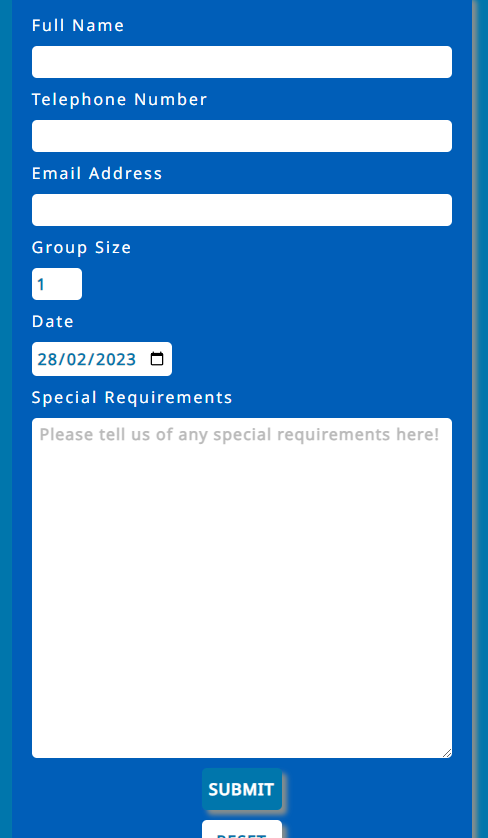 Full Name
Telephone Number
Email Address
Group Size
1
Date
28/02/2023
Special Requirements
Please tell us of any special requirements here!
SUBMIT
RESET